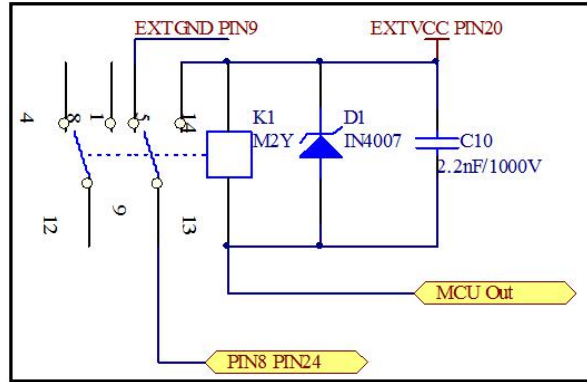 EXTGND PIN9
EXTVCC PIN20
4
8
1
5
14
K1
M2Y
D1
IN4007
C10
2.2nF/1000V
12
9
13
MCU Out
PIN8 PIN24